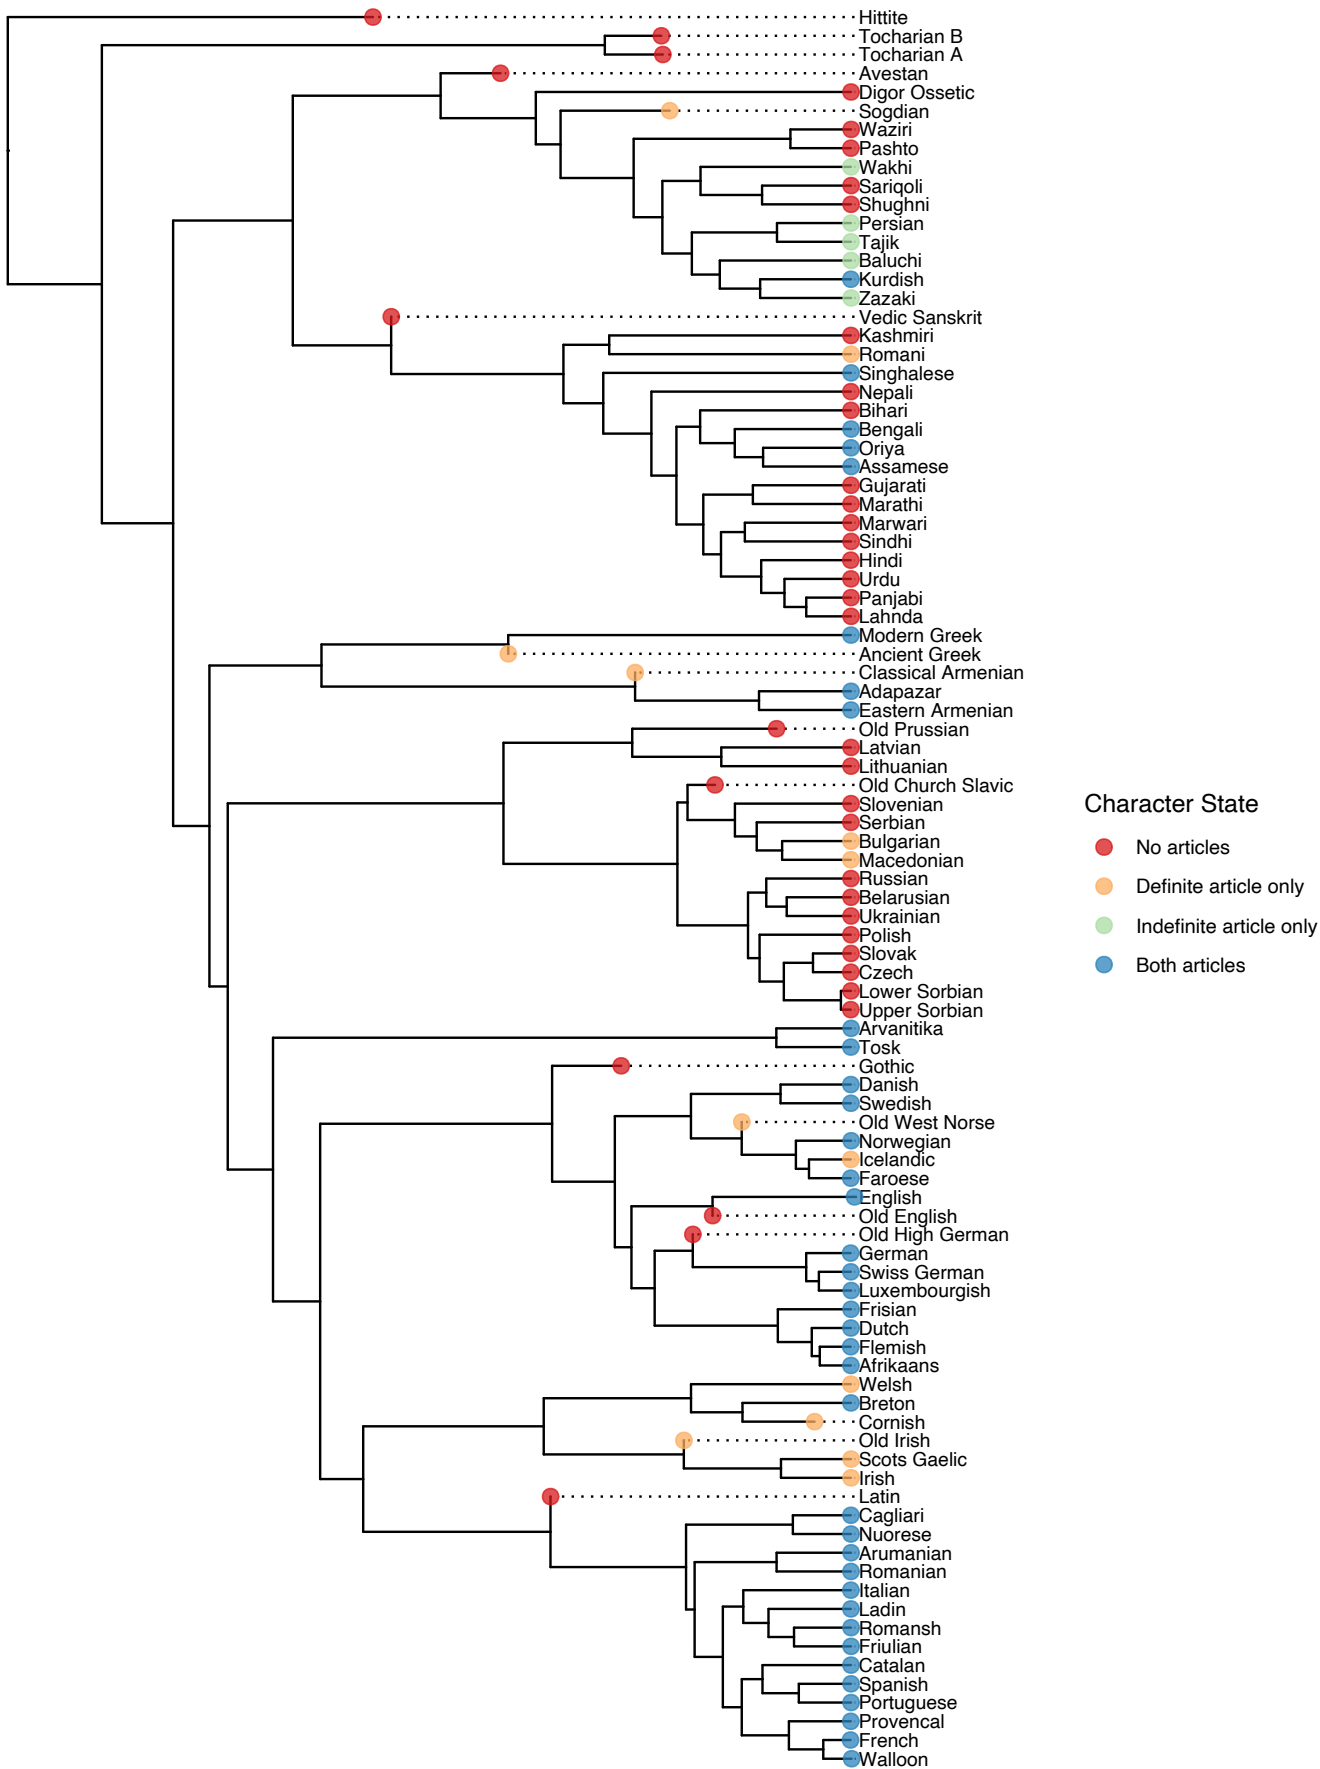 Hittite
Tocharian B
Tocharian A
Avestan
Digor Ossetic
Sogdian
Waziri
Pashto
Wakhi
Sariqoli
Shughni
Persian
Tajik
Baluchi
Kurdish
Zazaki
Vedic Sanskrit
Kashmiri
Romani
Singhalese
Nepali
Bihari
Bengali
Oriya
Assamese
Gujarati
Marathi
Marwari
Sindhi
Hindi
Urdu
Panjabi
Lahnda
Modern Greek
Ancient Greek
Classical Armenian
Adapazar
Eastern Armenian
Old Prussian
Latvian
Lithuanian
Old Church Slavic
Slovenian
Serbian
Bulgarian
Macedonian
Russian
Belarusian
Ukrainian
Polish
Slovak
Czech
Lower Sorbian
Upper Sorbian
Arvanitika
Tosk
Gothic
Danish
Swedish
Old West Norse
Norwegian
Icelandic
Faroese
English
Old English
Old High German
German
Swiss German
Luxembourgish
Frisian
Dutch
Flemish
Afrikaans
Welsh
Breton
Cornish
Old Irish
Scots Gaelic
Irish
Latin
Cagliari
Nuorese
Arumanian
Romanian
Italian
Ladin
Romansh
Friulian
Catalan
Spanish
Portuguese
Provencal
French
Walloon
Character State
No articles
Definite article only
Indefinite article only
Both articles